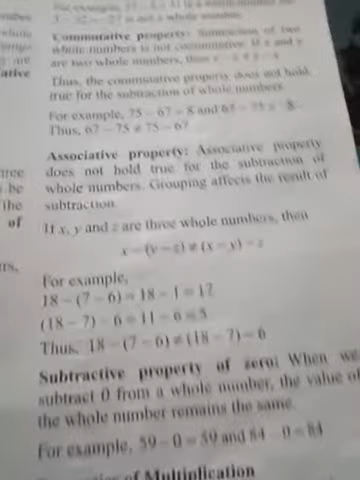 Commutative property: Subtraction of two
whole numbers is not commutative. If x and y
are two whole numbers, then
Thus, the commutative property does not hold
true for the subtraction of whole numbers.
For example, 75 − 67 = 8 and 67 − 75 = − 8.
Thus, 67 − 75 ≠ 75 − 67
Associative property: Associative property
does not hold true for the subtraction of
whole numbers. Grouping affects the result of
subtraction.
If x, y and z are three whole numbers, then
x − (y − z) ≠ (x − y) − z
For example,
18 − (7 − 6) = 18 − 1 = 17
(18 − 7) − 6 = 11 − 6 = 5
Thus, 18 − (7 − 6) ≠ (18 − 7) − 6
Subtractive property of zero: When we
subtract 0 from a whole number, the value of
the whole number remains the same.
For example, 59 − 0 = 59 and 84 − 0 = 84
of Multiplication